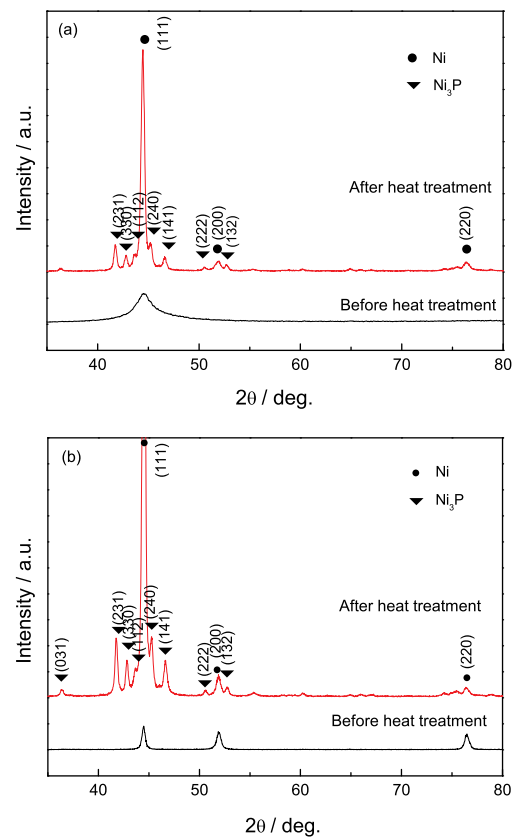 (a)
(111)
Ni
Ni₃P
After heat treatment
(231)
(330)
(112)
(240)
(141)
(222)
(200)
(132)
(220)
Before heat treatment
Intensity / a.u.
40 50 60 70 80
2θ / deg.
(b)
(111)
Ni
Ni₃P
After heat treatment
(031)
(231)
(330)
(112)
(240)
(141)
(222)
(200)
(132)
(220)
Before heat treatment
Intensity / a.u.
40 50 60 70 80
2θ / deg.